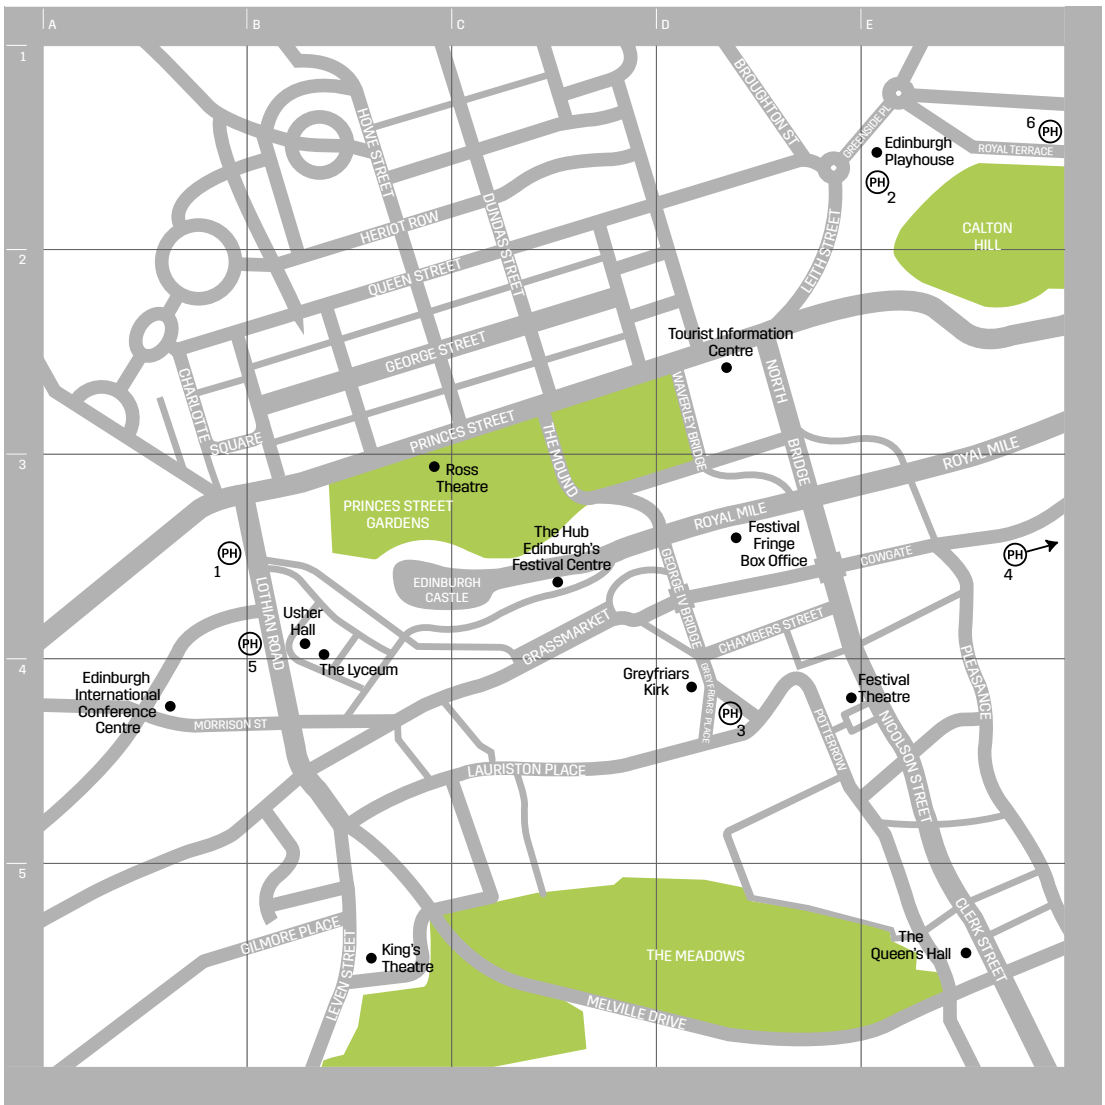 A
B
C
D
E
1
2
3
4
5
BROUGHTON ST
GREENSIDE PL
6
PH
ROYAL TERRACE
Edinburgh
Playhouse
PH
2
HOWE STREET
DUNDAS STREET
HERIOT ROW
QUEEN STREET
LEITH STREET
CALTON
HILL
GEORGE STREET
Tourist Information
Centre
CHARLOTTE
SQUARE
PRINCES STREET
THE MOUND
WAVERLEY BRIDGE
NORTH
BRIDGE
ROYAL MILE
Ross
Theatre
PRINCES STREET
GARDENS
ROYAL MILE
The Hub
Edinburgh's
Festival Centre
Festival
Fringe
Box Office
PH
1
EDINBURGH
CASTLE
COWGATE
PH
4
LOTHIAN ROAD
GEORGE IV BRIDGE
Usher
Hall
GRASSMARKET
CHAMBERS STREET
PH
5
The Lyceum
Edinburgh
International
Conference
Centre
Greyfriars
Kirk
GREYFRIARS PLACE
PH
3
Festival
Theatre
PLEASANCE
MORRISON ST
POTTERROW
NICOLSON STREET
LAURISTON PLACE
GILMORE PLACE
King's
Theatre
LEVEN STREET
THE MEADOWS
The
Queen's Hall
CLERK STREET
MELVILLE DRIVE